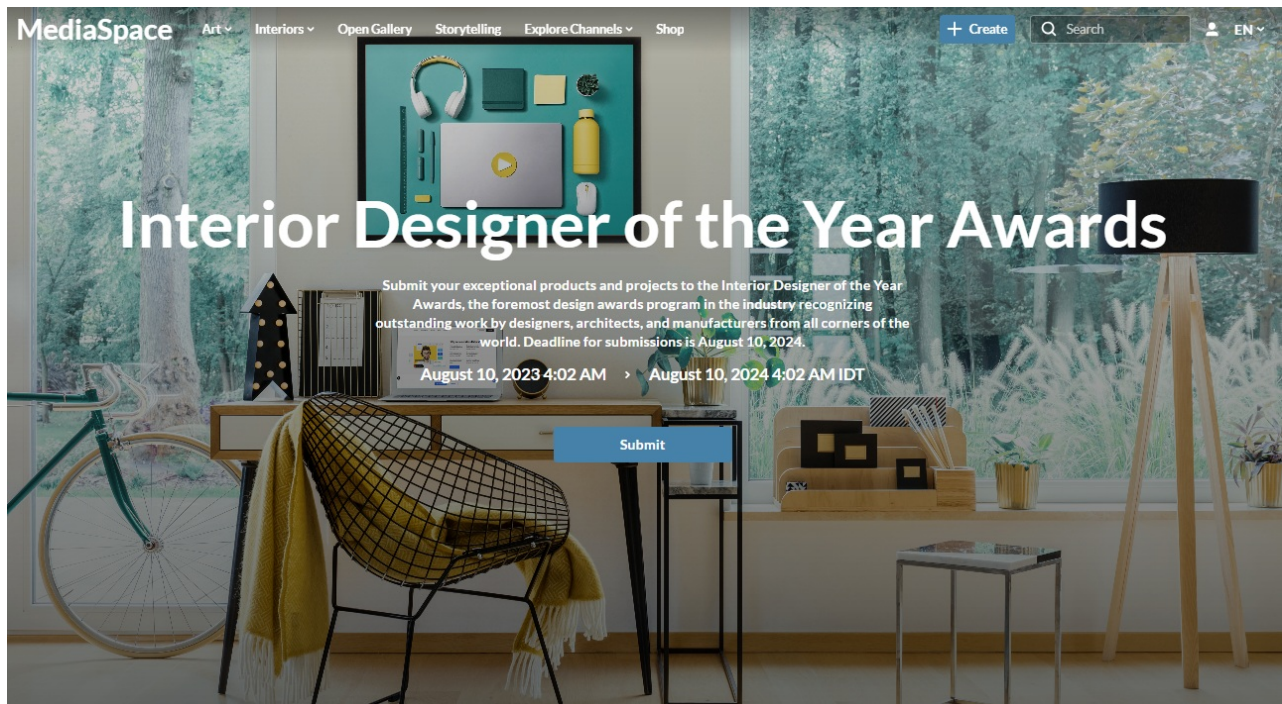 MediaSpace Art Interiors Open Gallery Storytelling Explore Channels Shop + Create Search EN
Interior Designer of the Year Awards
Submit your exceptional products and projects to the Interior Designer of the Year
Awards, the foremost design awards program in the industry recognizing
outstanding work by designers, architects, and manufacturers from all corners of the
world. Deadline for submissions is August 10, 2024.
August 10, 2023 4:02 AM > August 10, 2024 4:02 AM IDT
Submit